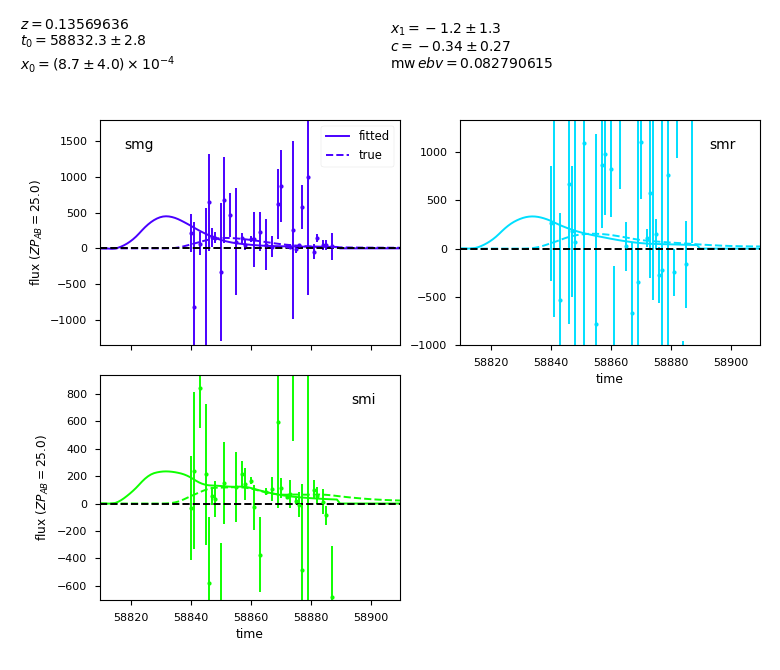 z = 0.13569636
t₀ = 58832.3 ± 2.8
x₀ = (8.7 ± 4.0) × 10⁻⁴
x₁ = −1.2 ± 1.3
c = −0.34 ± 0.27
mw ebv = 0.082790615
smg
fitted
true
1500
1000
500
0
−500
−1000
flux (ZP_AB = 25.0)
smr
1000
500
0
−500
−1000
58820 58840 58860 58880 58900
time
smi
800
600
400
200
0
−200
−400
−600
flux (ZP_AB = 25.0)
58820 58840 58860 58880 58900
time